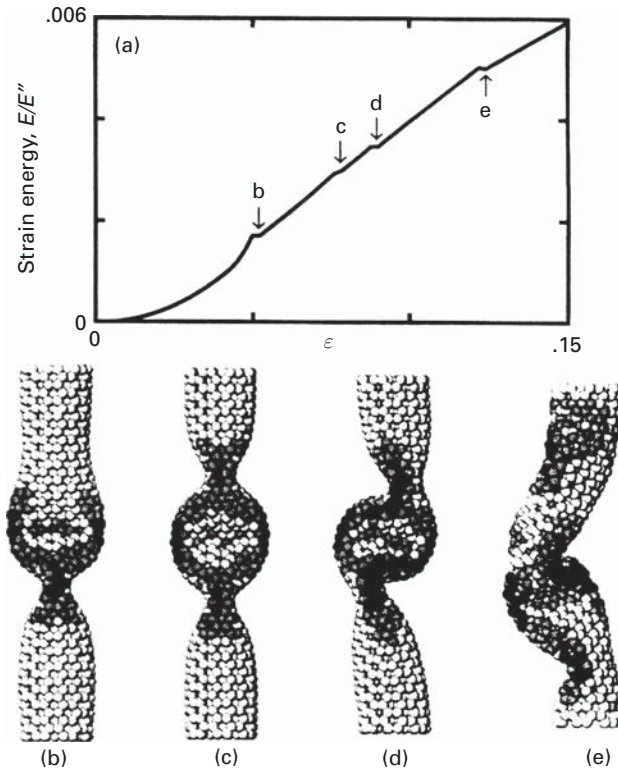 .006
(a)
Strain energy, E/E″
b
c
d
e
0
0
ε
.15
(b)
(c)
(d)
(e)